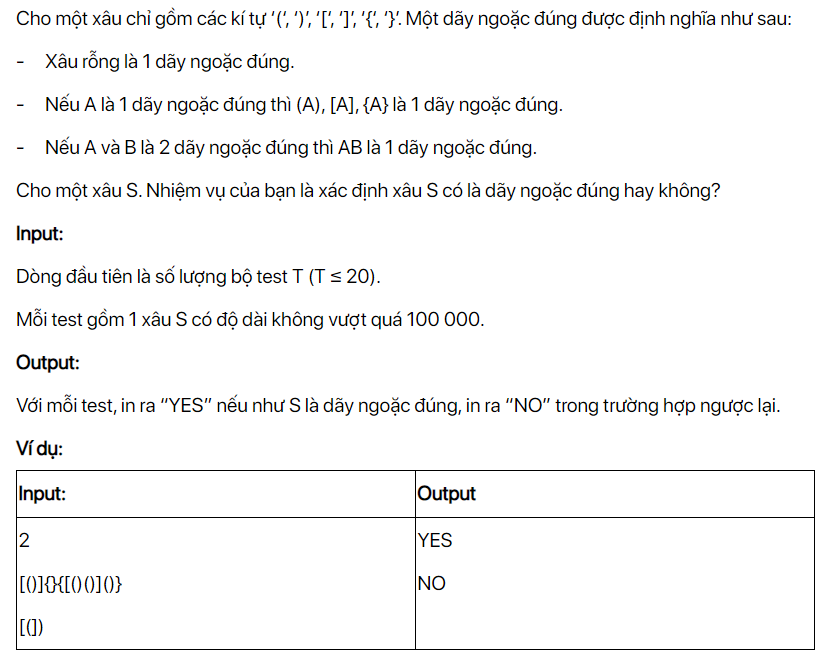 Cho một xâu chỉ gồm các kí tự ‘(‘, ‘)’, ‘[‘, ‘]’, ‘{‘, ‘}’. Một dãy ngoặc đúng được định nghĩa như sau:
- Xâu rỗng là 1 dãy ngoặc đúng.
- Nếu A là 1 dãy ngoặc đúng thì (A), [A], {A} là 1 dãy ngoặc đúng.
- Nếu A và B là 2 dãy ngoặc đúng thì AB là 1 dãy ngoặc đúng.
Cho một xâu S. Nhiệm vụ của bạn là xác định xâu S có là dãy ngoặc đúng hay không?
Input:
Dòng đầu tiên là số lượng bộ test T (T ≤ 20).
Mỗi test gồm 1 xâu S có độ dài không vượt quá 100 000.
Output:
Với mỗi test, in ra “YES” nếu như S là dãy ngoặc đúng, in ra “NO” trong trường hợp ngược lại.
Ví dụ:
Input: Output
2 YES
[()]{}{[()()]()} NO
[(])